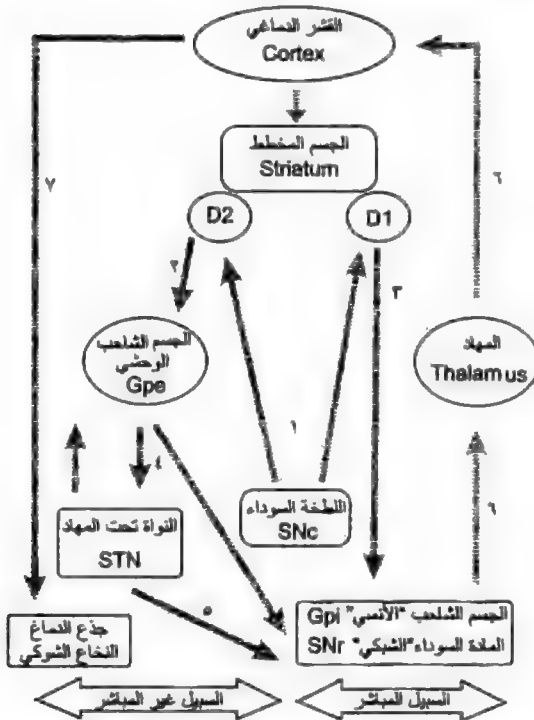 القشر الدماغي
Cortex
الجسم المخطط
Striatum
D2
D1
٧
٦
٢
٣
الجسم الشاحب
الوحشي
Gpe
المهاد
Thalamus
١
٤
اللطخة السوداء
SNc
النواة تحت المهاد
STN
٦
٥
الجسم الشاحب "الأنسي" Gpi
المادة السوداء "الشبكي" SNr
جذع الدماغ
النخاع الشوكي
السبيل غير المباشر
السبيل المباشر